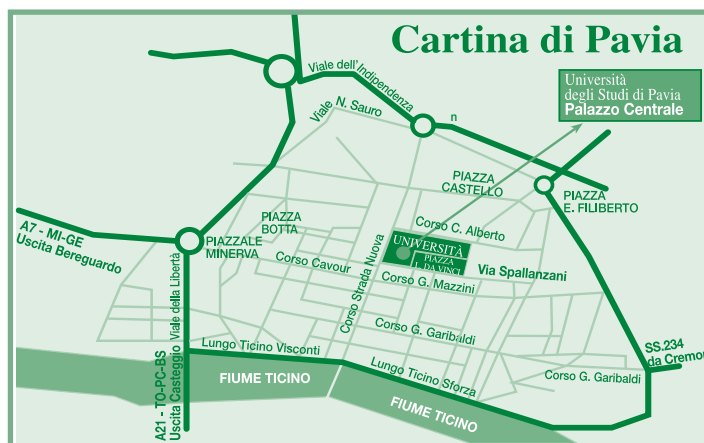 Cartina di Pavia
Università
degli Studi di Pavia
Palazzo Centrale
Viale dell'Indipendenza
Viale N. Sauro
n
PIAZZA
CASTELLO
PIAZZA
E. FILIBERTO
PIAZZA
BOTTA
Corso C. Alberto
A7 - MI-GE
Uscita Bereguardo
PIAZZALE
MINERVA
UNIVERSITÀ
PIAZZA
L. DA VINCI
Corso Cavour
Corso Strada Nuova
Corso G. Mazzini
Via Spallanzani
Viale della Libertà
Corso G. Garibaldi
Lungo Ticino Visconti
SS.234
da Cremon
Lungo Ticino Sforza
Corso G. Garibaldi
FIUME TICINO
FIUME TICINO
A21 - TO-PC-BS
Uscita Casteggio